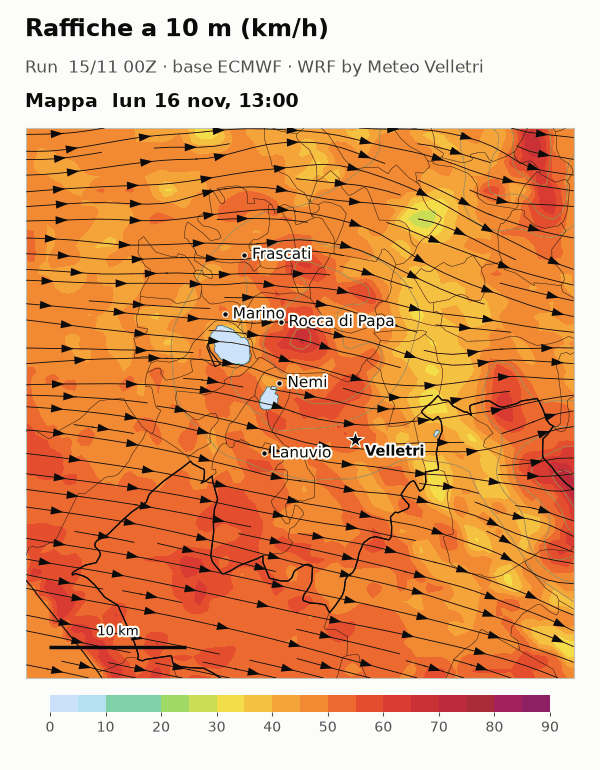 Raffiche a 10 m (km/h)
Run  15/11 00Z · base ECMWF · WRF by Meteo Velletri
Mappa  lun 16 nov, 13:00
Frascati
Marino
Rocca di Papa
Nemi
Velletri
Lanuvio
10 km
0 10 20 30 40 50 60 70 80 90